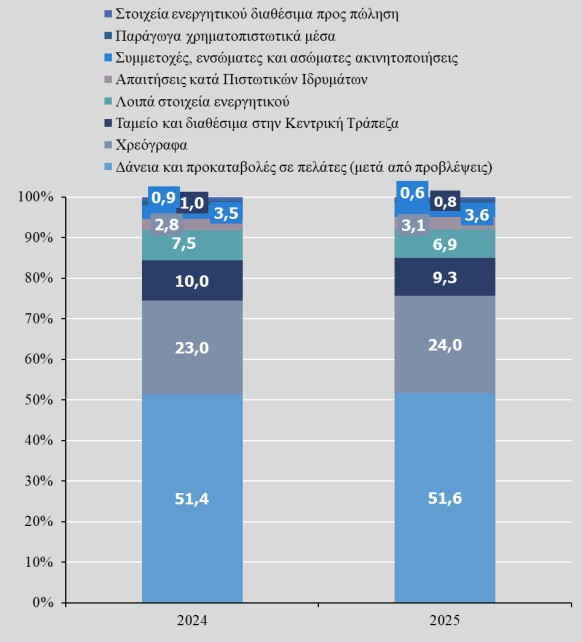 Στοιχεία ενεργητικού διαθέσιμα προς πώληση
Παράγωγα χρηματοπιστωτικά μέσα
Συμμετοχές, ενσώματες και ασώματες ακινητοποιήσεις
Απαιτήσεις κατά Πιστωτικών Ιδρυμάτων
Λοιπά στοιχεία ενεργητικού
Ταμείο και διαθέσιμα στην Κεντρική Τράπεζα
Χρεόγραφα
Δάνεια και προκαταβολές σε πελάτες (μετά από προβλέψεις)
100% 0,9 1,0 3,5 0,6 0,8 3,6
2,8 3,1
90% 7,5 6,9
80% 10,0 9,3
70%
60% 23,0 24,0
50%
40%
30% 51,4 51,6
20%
10%
0%
2024 2025